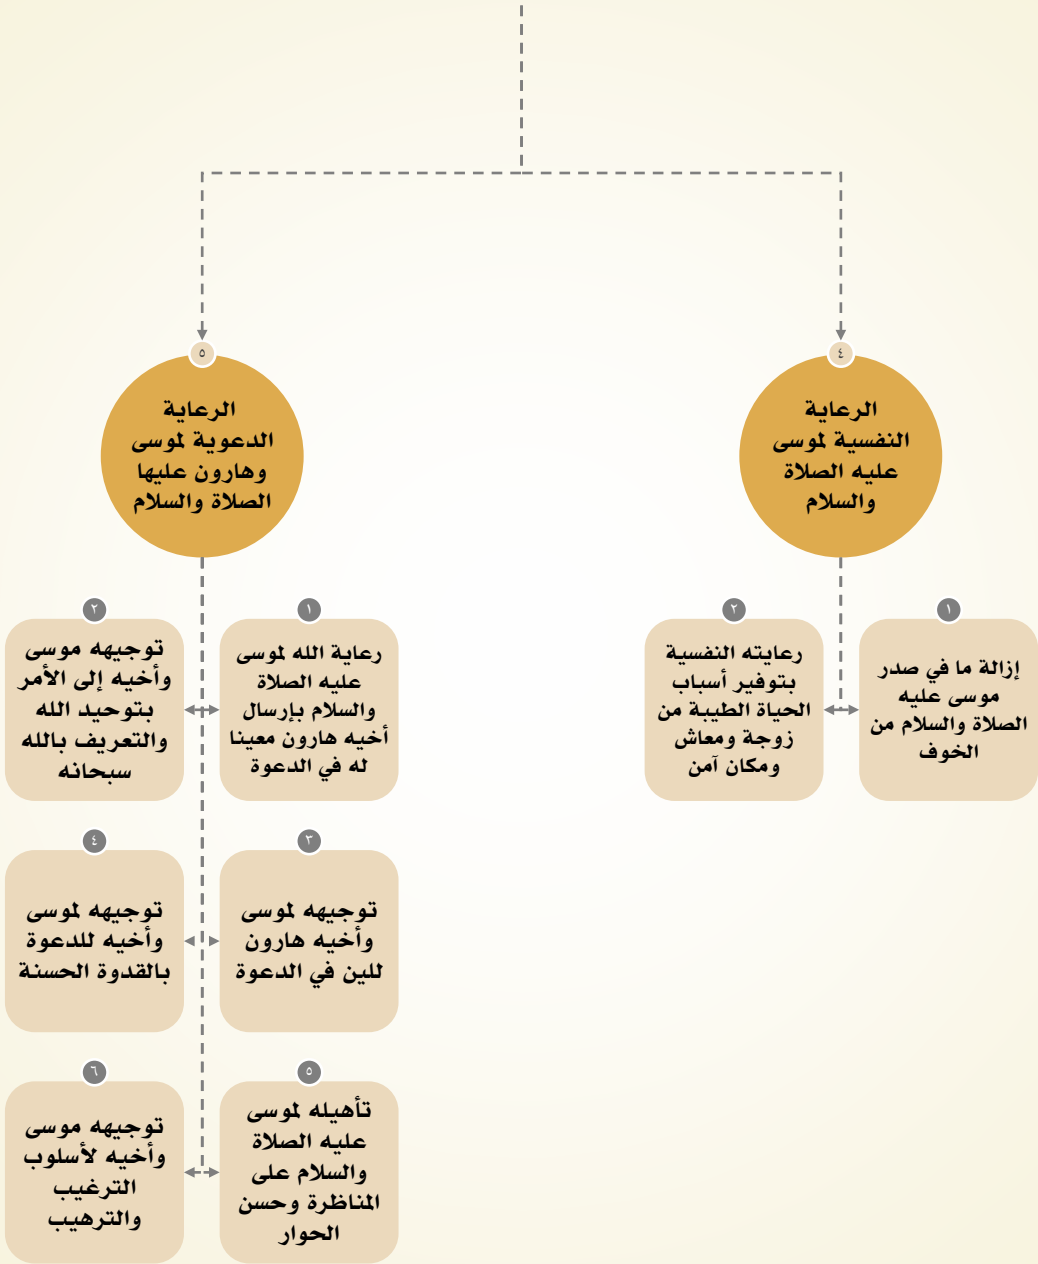 ٤
الرعاية
النفسية لموسى
عليه الصلاة
والسلام
١
إزالة ما في صدر
موسى عليه
الصلاة والسلام من
الخوف
٢
رعايته النفسية
بتوفير أسباب
الحياة الطيبة من
زوجة ومعاش
ومكان آمن
٥
الرعاية
الدعوية لموسى
وهارون عليها
الصلاة والسلام
١
رعاية الله لموسى
عليه الصلاة
والسلام بإرسال
أخيه هارون معينا
له في الدعوة
٢
توجيهه موسى
وأخيه إلى الأمر
بتوحيد الله
والتعريف بالله
سبحانه
٣
توجيهه لموسى
وأخيه هارون
للين في الدعوة
٤
توجيهه لموسى
وأخيه للدعوة
بالقدوة الحسنة
٥
تأهيله لموسى
عليه الصلاة
والسلام على
المناظرة وحسن
الحوار
٦
توجيهه موسى
وأخيه لأسلوب
الترغيب
والترهيب